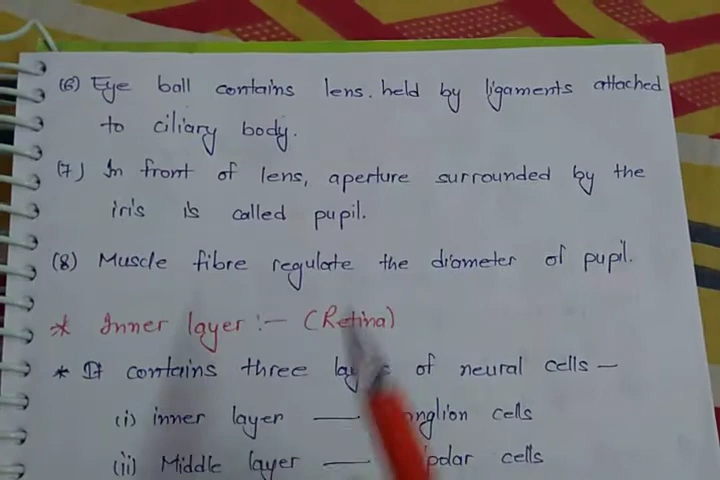 (6) Eye ball contains lens. held by ligaments attached
to ciliary body.
(7) In front of lens, aperture surrounded by the
iris is called pupil.
(8) Muscle fibre regulate the diameter of pupil.
* Inner layer :- (Retina)
* It contains three of neural cells —
(i) inner layer — cells
(ii) Middle layer — cells